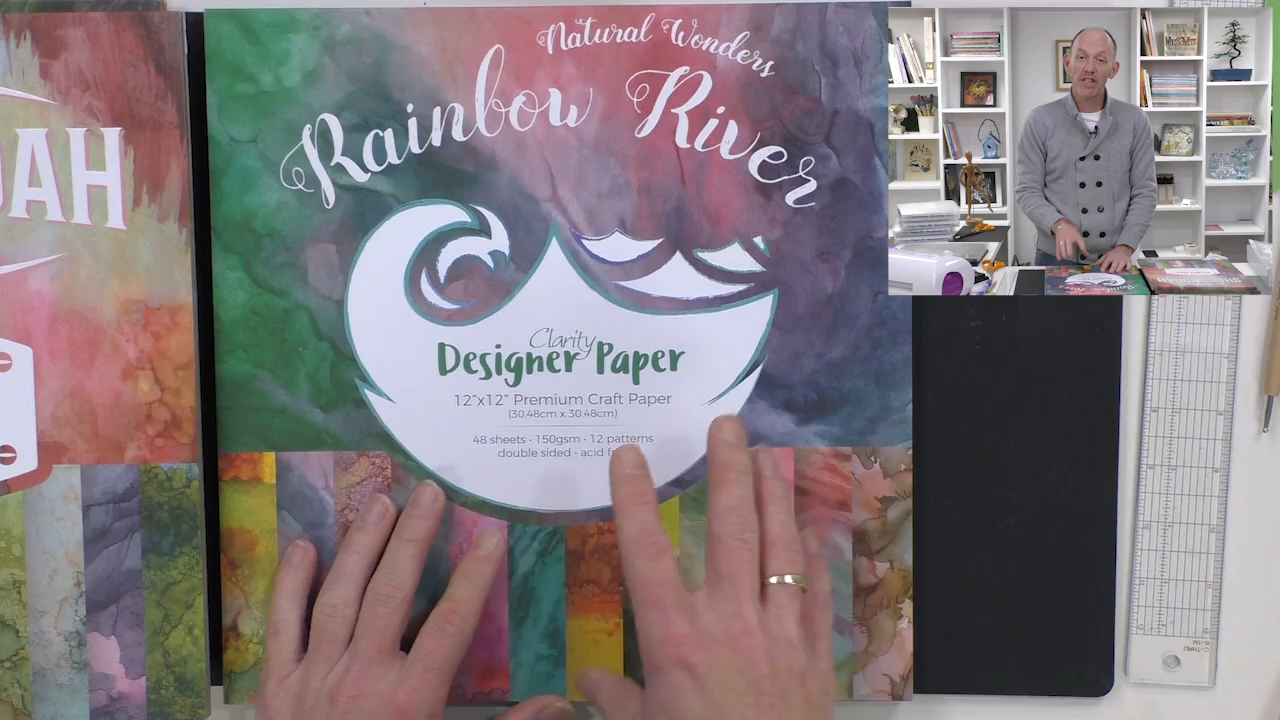 Natural Wonders
Rainbow River
Clarity
Designer Paper
12"x12" Premium Craft Paper
(30.48cm x 30.48cm)
48 sheets • 150gsm • 12 patterns
double sided • acid
DAH